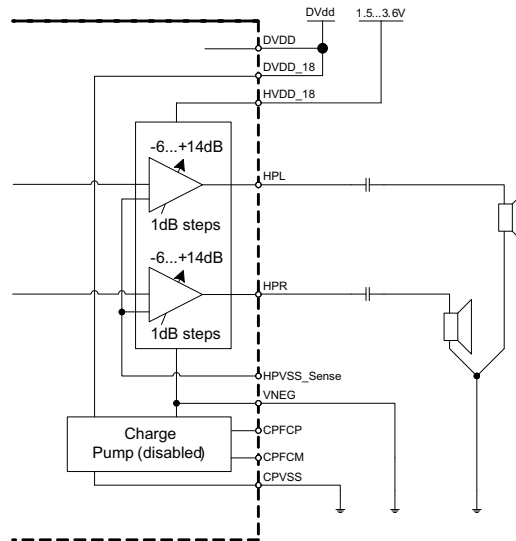 DVdd
1.5...3.6V
DVDD
DVDD_18
HVDD_18
-6...+14dB
HPL
1dB steps
-6...+14dB
HPR
1dB steps
HPVSS_Sense
VNEG
Charge
Pump (disabled)
CPFCP
CPFCM
CPVSS